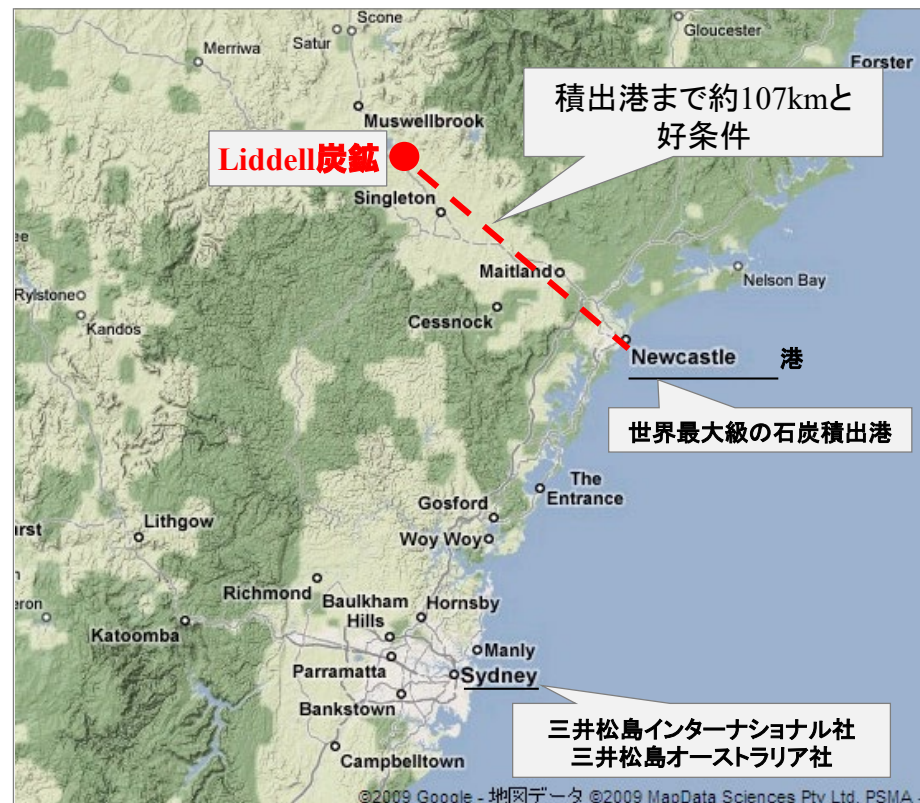 Scone
Satur
Merriwa
Gloucester
Forster
積出港まで約107kmと
好条件
Muswellbrook
Liddell炭鉱
Singleton
ee
Rylstone
Kandos
Maitland
Nelson Bay
Cessnock
Newcastle 港
世界最大級の石炭積出港
The
Entrance
Gosford
Lithgow
urst
Woy Woy
n
Richmond
Baulkham
Hills
Hornsby
eron
Katoomba
Manly
Parramatta
Sydney
Bankstown
三井松島インターナショナル社
三井松島オーストラリア社
Campbelltown
©2009 Google - 地図データ ©2009 MapData Sciences Pty Ltd, PSMA